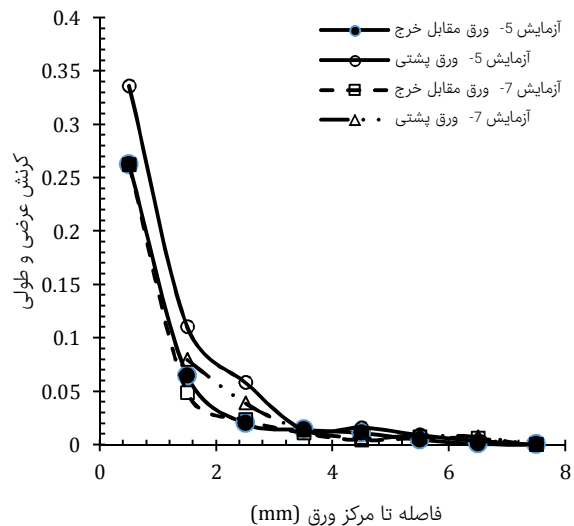 آزمایش 5- ورق مقابل خرج
آزمایش 5- ورق پشتی
آزمایش 7- ورق مقابل خرج
آزمایش 7- ورق پشتی
کرنش عرضی و طولی
0.4
0.35
0.3
0.25
0.2
0.15
0.1
0.05
0
0 2 4 6 8
فاصله تا مرکز ورق (mm)